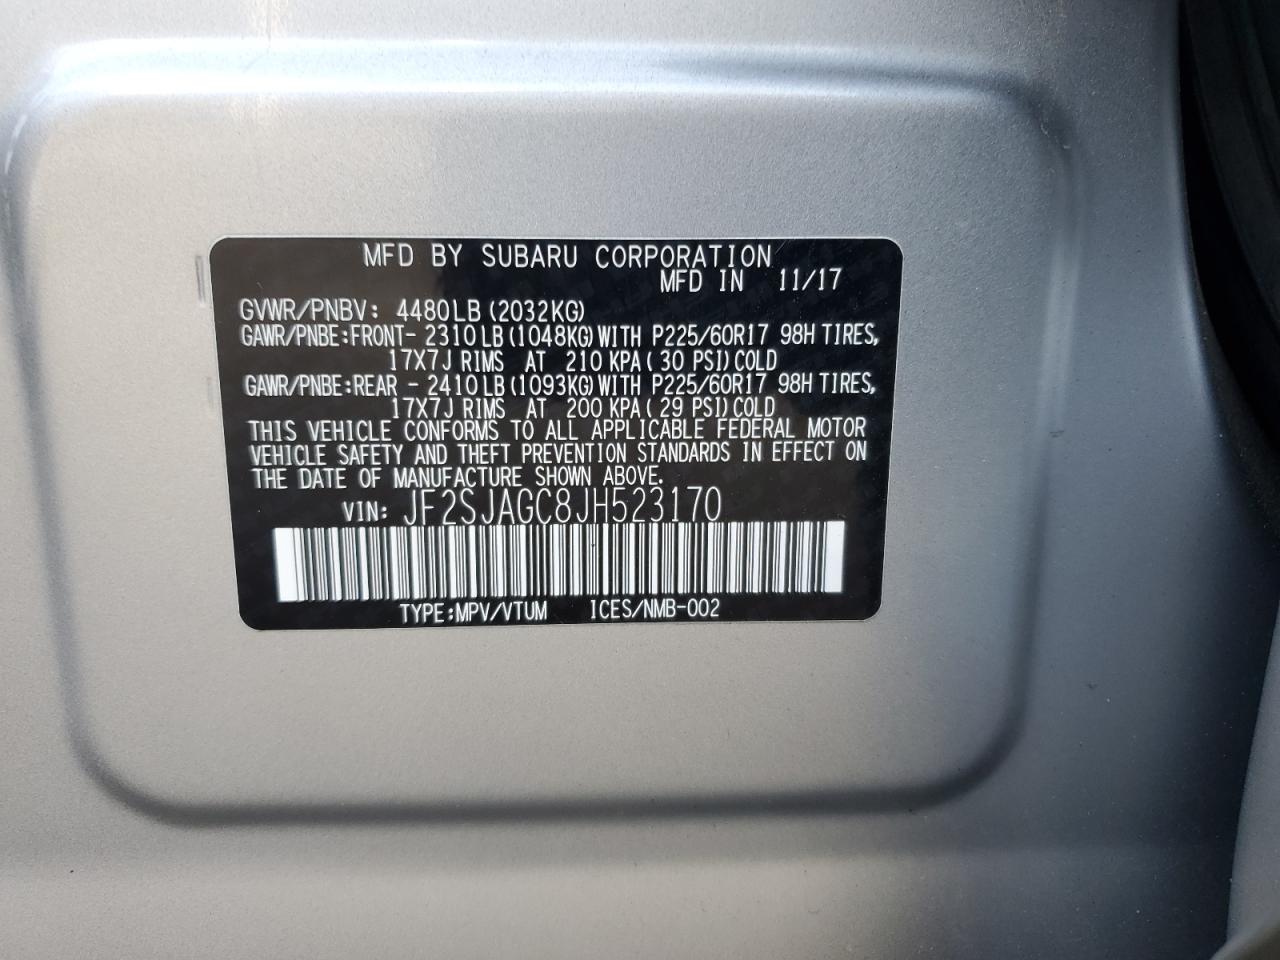 MFD BY SUBARU CORPORATION
MFD IN 11/17
GVWR/PNBV: 4480LB (2032KG)
GAWR/PNBE:FRONT- 2310LB (1048KG) WITH P225/60R17 98H TIRES,
17X7J RIMS AT 210 KPA ( 30 PSI) COLD
GAWR/PNBE:REAR - 2410LB (1093KG) WITH P225/60R17 98H TIRES,
17X7J RIMS AT 200 KPA ( 29 PSI) COLD
THIS VEHICLE CONFORMS TO ALL APPLICABLE FEDERAL MOTOR
VEHICLE SAFETY AND THEFT PREVENTION STANDARDS IN EFFECT ON
THE DATE OF MANUFACTURE SHOWN ABOVE.
VIN: JF2SJAGC8JH523170
TYPE:MPV/VTUM ICES/NMB-002